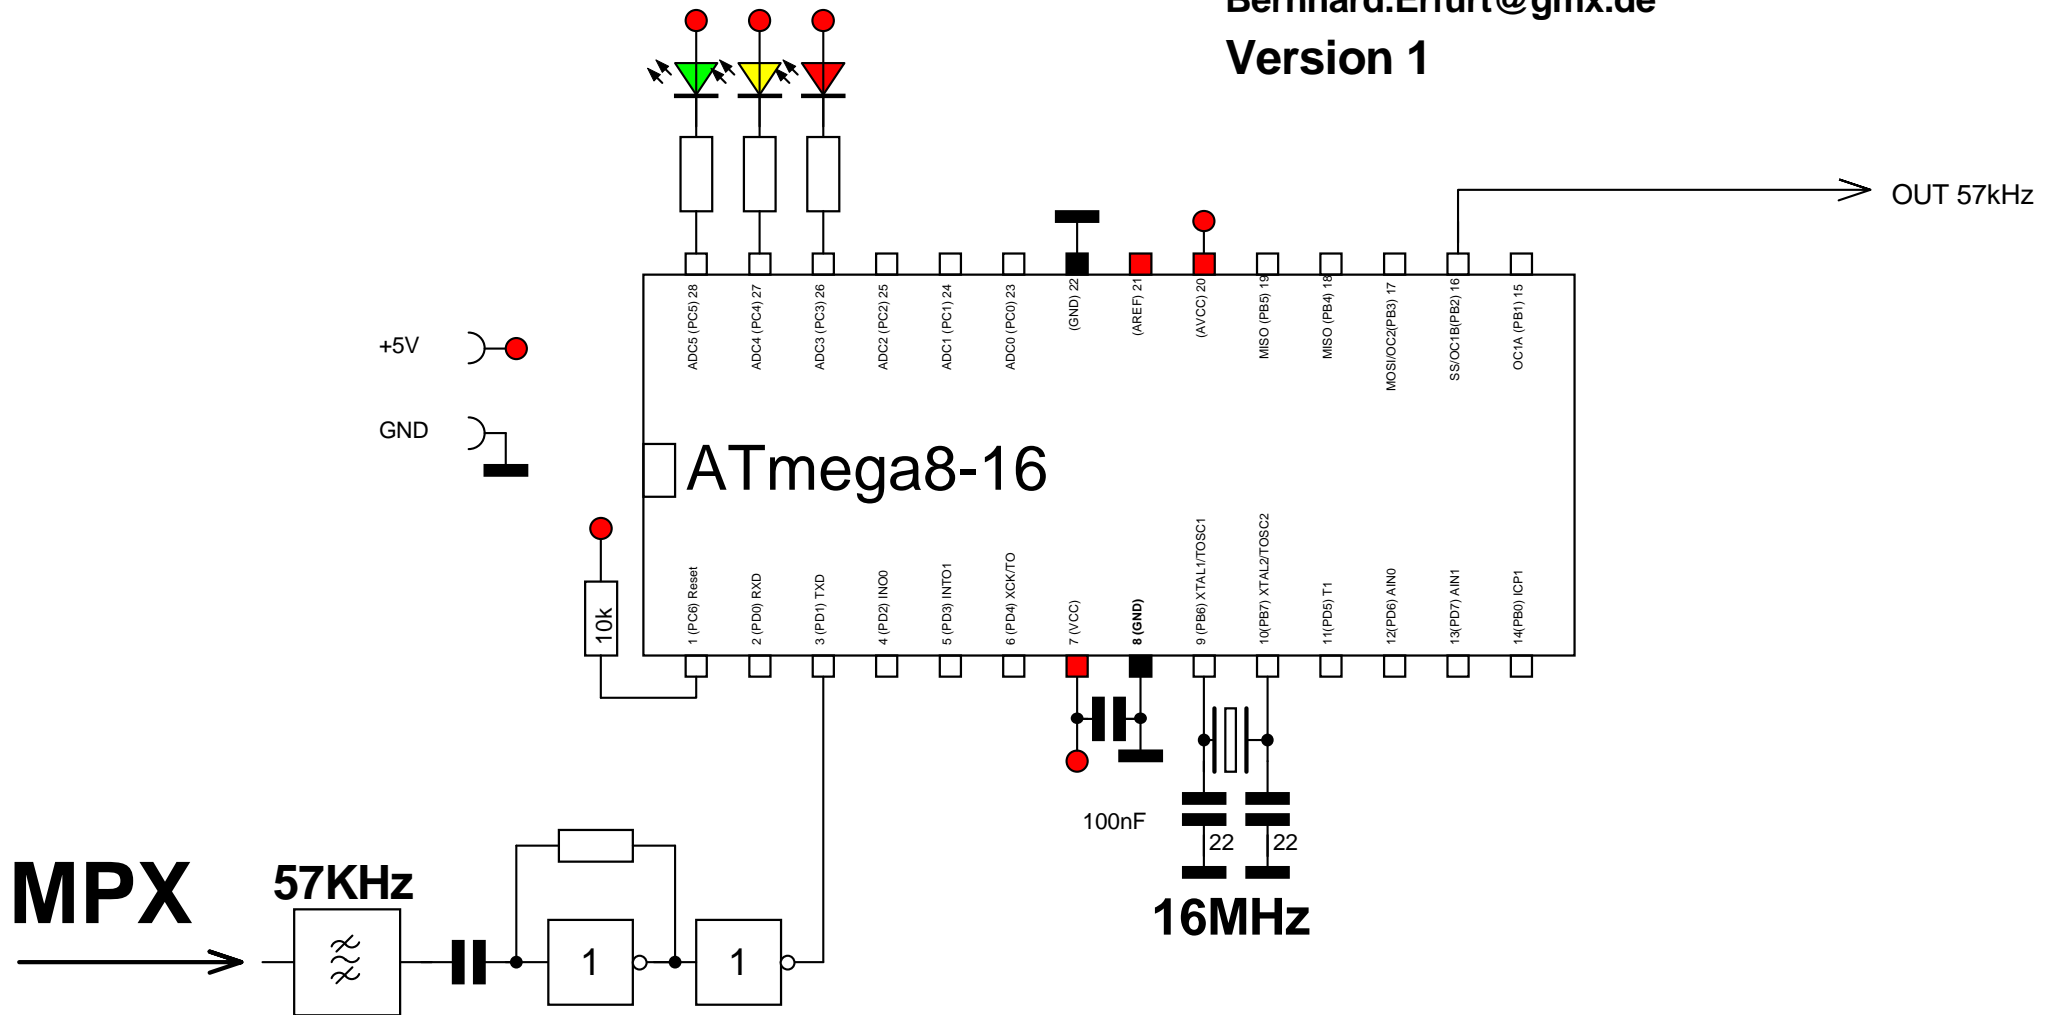 Bernhard.Erfurt@gmx.de
Version 1
OUT 57kHz
ADC5 (PC5) 28
ADC4 (PC4) 27
ADC3 (PC3) 26
ADC2 (PC2) 25
ADC1 (PC1) 24
ADC0 (PC0) 23
(GND) 22
(AREF) 21
(AVCC) 20
MISO (PB5) 19
MISO (PB4) 18
MOSI/OC2(PB3) 17
SS/OC1B(PB2) 16
OC1A (PB1) 15
+5V
GND
ATmega8-16
10k
1 (PC6) Reset
2 (PD0) RXD
3 (PD1) TXD
4 (PD2) INO0
5 (PD3) INTO1
6 (PD4) XCK/TO
7 (VCC)
8 (GND)
9 (PB6) XTAL1/TOSC1
10(PB7) XTAL2/TOSC2
11(PD5) T1
12(PD6) AIN0
13(PD7) AIN1
14(PB0) ICP1
100nF
22
22
16MHz
MPX
57KHz
1
1